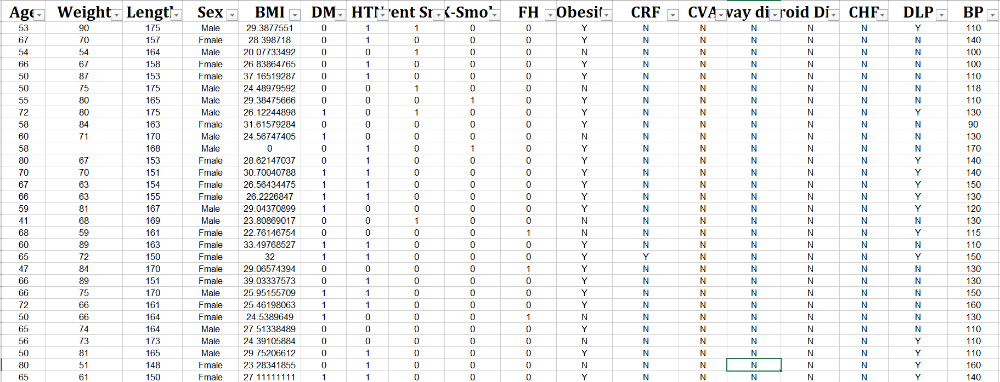 Age Weight Length Sex BMI DM HTN rent Sm X-Smol FH Obesit CRF CVA way di roid Di CHF DLP BP
53 90 175 Male 29.3877551 0 1 1 0 0 Y N N N N N Y 110
67 70 157 Fmale 28.398718 0 1 0 0 0 Y N N N N N N 140
54 54 164 Male 20.07733492 0 0 1 0 0 N N N N N N N 100
66 67 158 Fmale 26.83864765 0 1 0 0 0 Y N N N N N N 100
50 87 153 Fmale 37.16519287 0 1 0 0 0 Y N N N N N N 110
50 75 175 Male 24.48979592 0 0 1 0 0 N N N N N N N 118
55 80 165 Male 29.38475666 0 0 0 1 0 Y N N N N N N 110
72 80 175 Male 26.12244898 1 0 1 0 0 Y N N N N N Y 130
58 84 163 Fmale 31.61579284 0 0 0 0 0 Y N N N N N N 90
60 71 170 Male 24.56747405 1 0 0 0 0 N N N N N N N 130
58 168 Male 0 0 1 0 1 0 Y N N N N N N 170
80 67 153 Fmale 28.62147037 0 1 0 0 0 Y N N N N N Y 140
70 70 151 Fmale 30.70040788 1 1 0 0 0 Y N N N N N Y 140
67 63 154 Fmale 26.56434475 1 1 0 0 0 Y N N N N N Y 150
66 63 155 Fmale 26.2226847 1 1 0 0 0 Y N N N N N Y 130
59 81 167 Male 29.04370899 1 0 0 0 0 Y N N N N N Y 120
41 68 169 Male 23.80869017 0 0 1 0 0 N N N N N N N 130
68 59 161 Fmale 22.76146754 0 0 0 0 1 N N N N N N Y 115
60 89 163 Fmale 33.49768527 1 1 0 0 0 Y N N N N N N 110
65 72 150 Fmale 32 1 1 0 0 0 Y Y N N N N Y 150
47 84 170 Fmale 29.06574394 0 0 0 0 1 Y N N N N N N 130
66 89 151 Fmale 39.03337573 0 1 0 0 0 Y N N N N N N 130
66 75 170 Male 25.95155709 0 1 0 0 0 Y N N N N N N 150
72 66 161 Fmale 25.46198063 1 1 0 0 0 Y N N N N N Y 160
50 66 164 Fmale 24.5389649 1 0 0 0 1 N N N N N N N 130
65 74 164 Male 27.51338489 0 0 0 0 0 Y N N N N N N 110
56 73 173 Male 24.39105884 0 0 0 0 0 N N N N N N Y 110
50 81 165 Male 29.75206612 0 1 0 0 0 Y N N N N N Y 110
80 51 148 Fmale 23.28341855 0 1 0 0 0 N N N N N N Y 160
65 61 150 Fmale 27.11111111 1 1 0 0 0 Y N N N N N Y 140